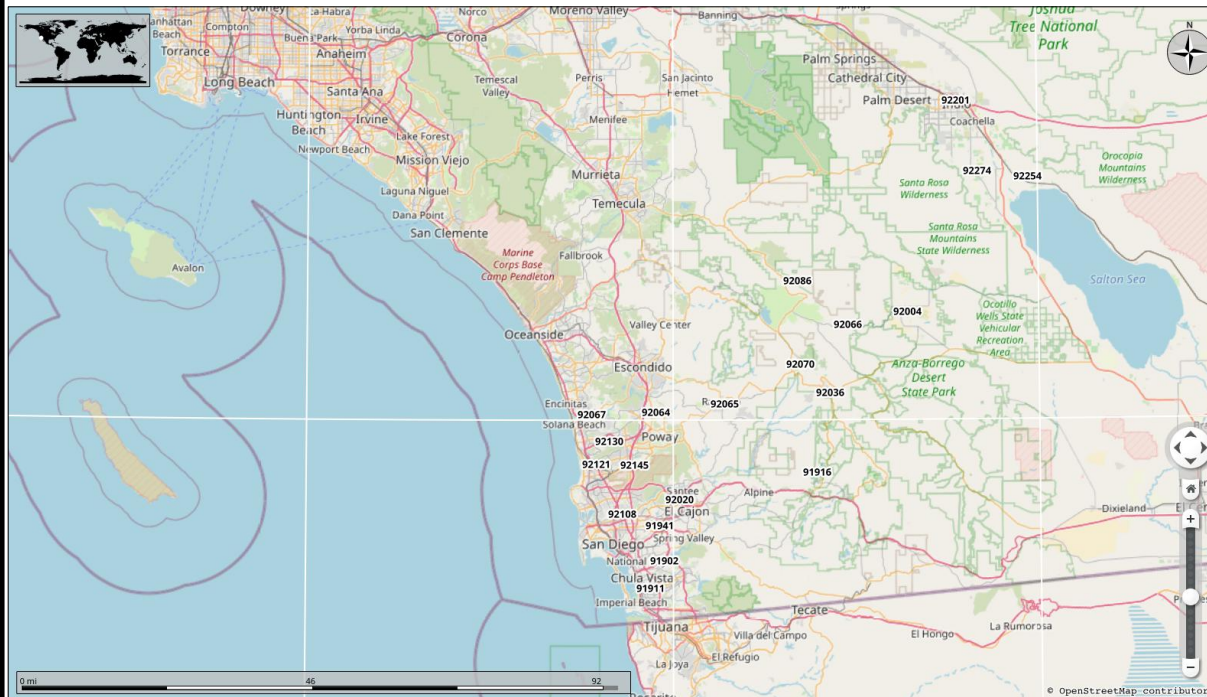 Downey
La-Habra
Norco
Moreno Valley
Banning
Joshua
Tree National
Park
N
Beach
Compton
Buena Park
Yorba Linda
Corona
Torrance
Anaheim
Palm Springs
Cathedral City
Long Beach
Santa Ana
Temescal
Valley
Perris
San Jacinto
Hemet
Palm Desert
92201
Coachella
Huntington
Beach
Irvine
Menifee
Lake Forest
Newport Beach
Mission Viejo
Orocopia
Mountains
Wilderness
Murrieta
92274
92254
Laguna Niguel
Santa Rosa
Wilderness
Temecula
Dana Point
San Clemente
Santa Rosa
Mountains
State Wilderness
Marine
Corps Base
Camp Pendleton
Fallbrook
Avalon
92086
Salton Sea
Ocotillo
Wells State
Vehicular
Recreation
Area
92004
92066
Valley Center
Oceanside
Escondido
92070
Anza-Borrego
Desert
State Park
92036
Encinitas
92067
92064
92065
Solana Beach
92130
Poway
92121
92145
91916
Santee
Alpine
92020
El Cajon
Dixieland
92108
91941
San Diego
Spring Valley
National
91902
Chula Vista
91911
Imperial Beach
Tecate
Tijuana
La Rumorosa
Villa del Campo
El Hongo
El Refugio
La Joya
0 mi
46
92
+
−
© OpenStreetMap contributor